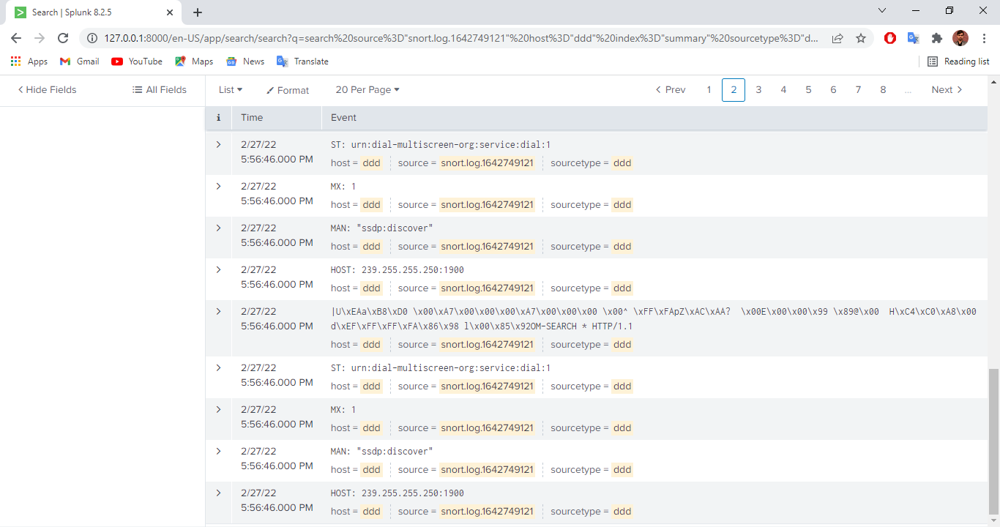 Search | Splunk 8.2.5
127.0.0.1:8000/en-US/app/search/search?q=search%20source%3D"snort.log.1642749121"%20host%3D"ddd"%20index%3D"summary"%20sourcetype%3D"d...
Apps Gmail YouTube Maps News Translate Reading list
Hide Fields All Fields List Format 20 Per Page Prev 1 2 3 4 5 6 7 8 ... Next
i Time Event
2/27/22 ST: urn:dial-multiscreen-org:service:dial:1
5:56:46.000 PM host = ddd source = snort.log.1642749121 sourcetype = ddd
2/27/22 MX: 1
5:56:46.000 PM host = ddd source = snort.log.1642749121 sourcetype = ddd
2/27/22 MAN: "ssdp:discover"
5:56:46.000 PM host = ddd source = snort.log.1642749121 sourcetype = ddd
2/27/22 HOST: 239.255.255.250:1900
5:56:46.000 PM host = ddd source = snort.log.1642749121 sourcetype = ddd
2/27/22 |U\xEAa\xB8\xD0 \x00\xA7\x00\x00\x00\xA7\x00\x00\x00 \x00^ \xFF\xFApZ\xAC\xAA?  \x00E\x00\x00\x99 \x89@\x00  H\xC4\xC0\xA8\x00
5:56:46.000 PM d\xEF\xFF\xFF\xFA\x86\x98 l\x00\x85\x92OM-SEARCH * HTTP/1.1
host = ddd source = snort.log.1642749121 sourcetype = ddd
2/27/22 ST: urn:dial-multiscreen-org:service:dial:1
5:56:46.000 PM host = ddd source = snort.log.1642749121 sourcetype = ddd
2/27/22 MX: 1
5:56:46.000 PM host = ddd source = snort.log.1642749121 sourcetype = ddd
2/27/22 MAN: "ssdp:discover"
5:56:46.000 PM host = ddd source = snort.log.1642749121 sourcetype = ddd
2/27/22 HOST: 239.255.255.250:1900
5:56:46.000 PM host = ddd source = snort.log.1642749121 sourcetype = ddd